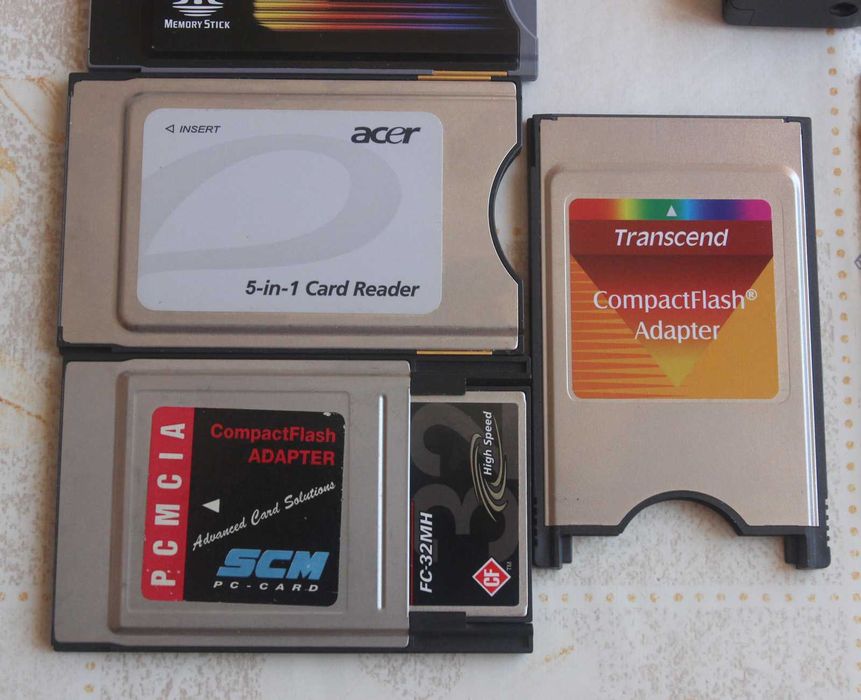 MEMORY STICK
◁ INSERT
acer
5-in-1 Card Reader
Transcend
CompactFlash®
Adapter
PCMCIA
CompactFlash
ADAPTER
Advanced Card Solutions
SCM
PC-CARD
32
High Speed
FC-32MH
CF™